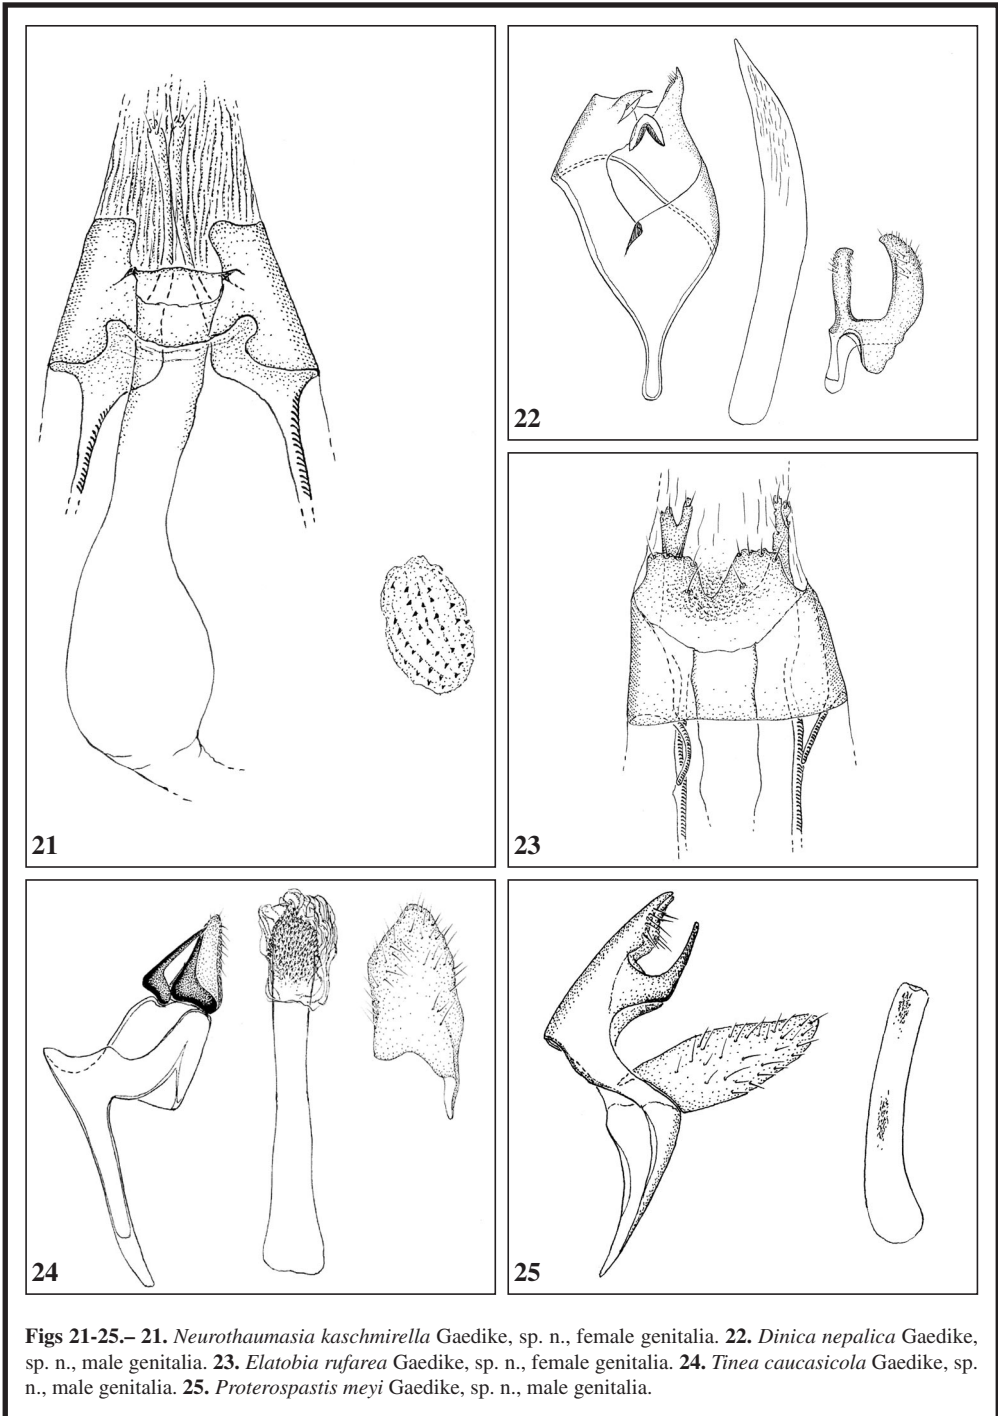 21
22
23
24
25
Figs 21-25.– 21. Neurothaumasia kaschmirella Gaedike, sp. n., female genitalia. 22. Dinica nepalica Gaedike,
sp. n., male genitalia. 23. Elatobia rufarea Gaedike, sp. n., female genitalia. 24. Tinea caucasicola Gaedike, sp.
n., male genitalia. 25. Proterospastis meyi Gaedike, sp. n., male genitalia.